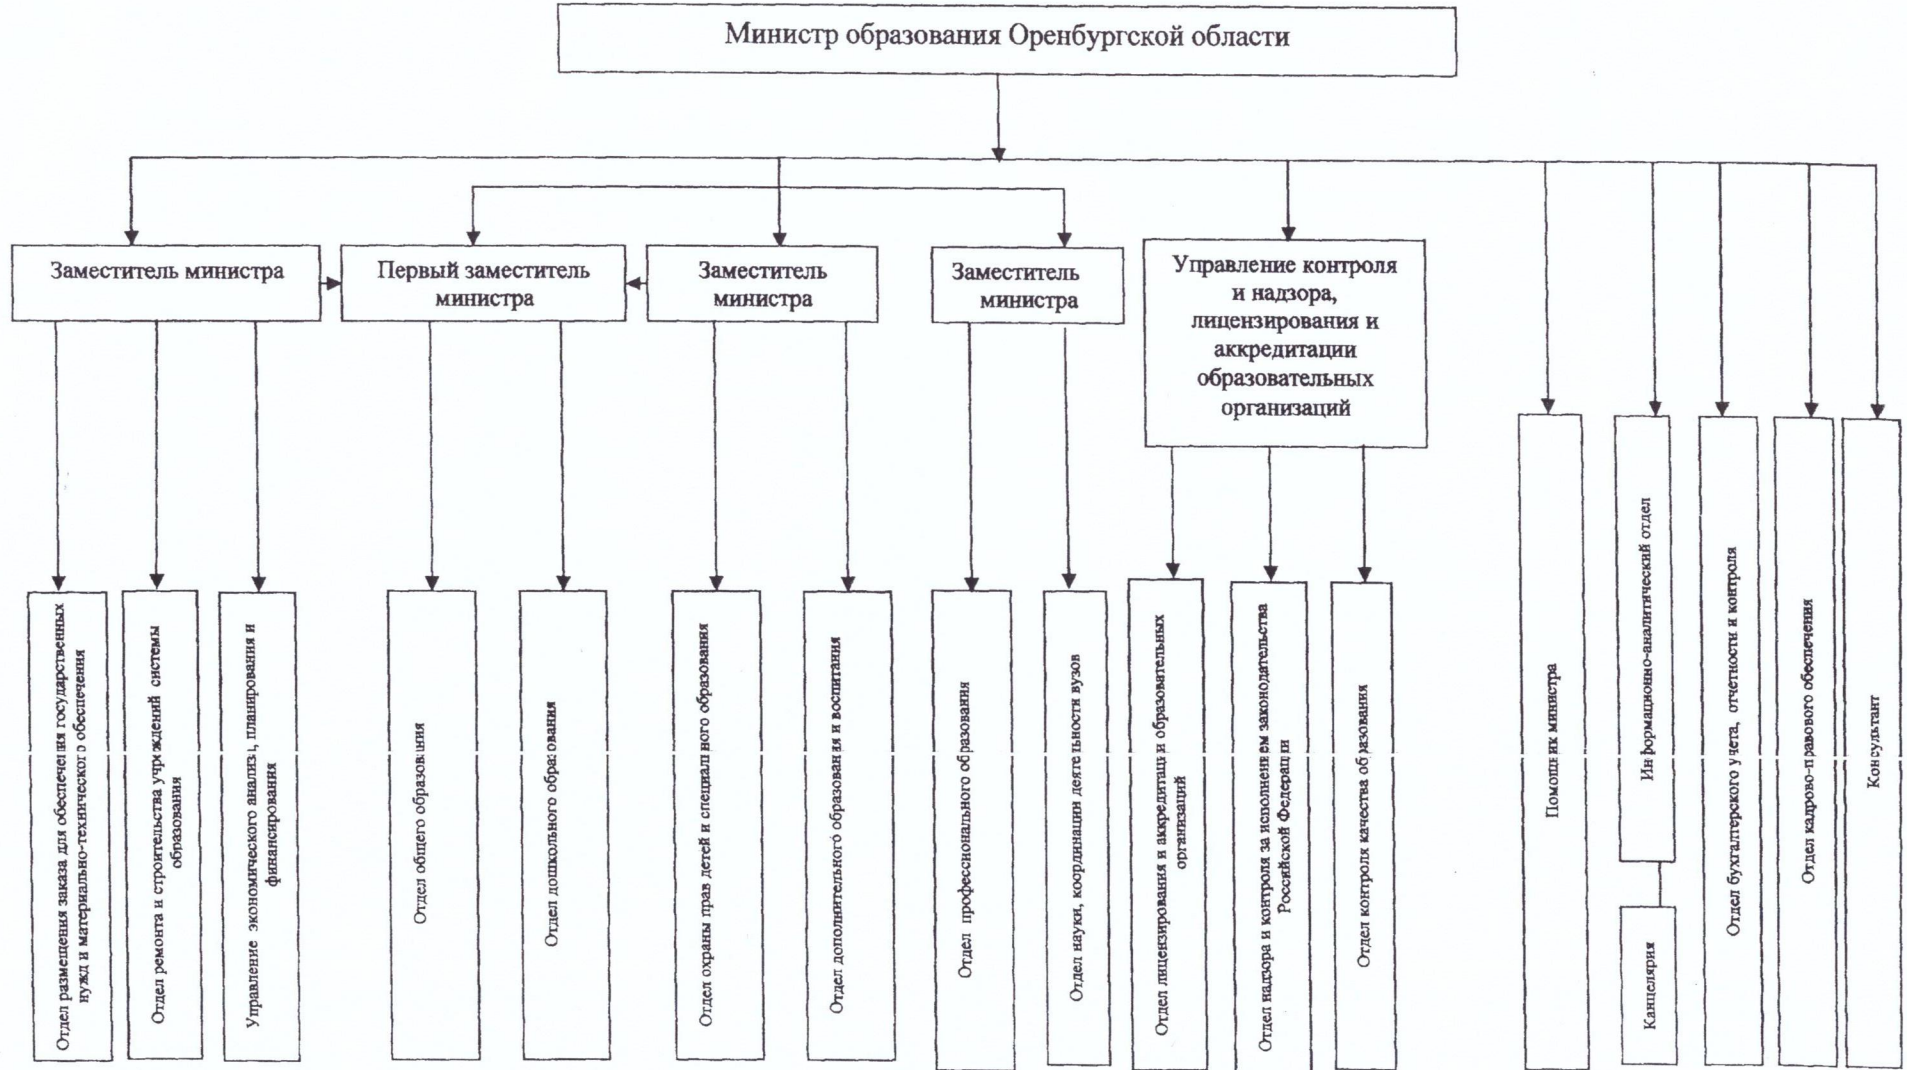 Министр образования Оренбургской области
Заместитель министра
Первый заместитель
министра
Заместитель
министра
Заместитель
министра
Управление контроля
и надзора,
лицензирования и
аккредитации
образовательных
организаций
Отдел размещения заказа для обеспечения государственных
нужд и материально-технического обеспечения
Отдел ремонта и строительства учреждений системы
образования
Управление экономического анализа, планирования и
финансирования
Отдел общего образования
Отдел дошкольного образования
Отдел охраны прав детей и специального образования
Отдел дополнительного образования и воспитания
Отдел профессионального образования
Отдел науки, координации деятельности вузов
Отдел лицензирования и аккредитации образовательных
организаций
Отдел надзора и контроля за исполнением законодательства
Российской Федерации
Отдел контроля качества образования
Помощник министра
Информационно-аналитический отдел
Канцелярия
Отдел бухгалтерского учета, отчетности и контроля
Отдел кадрово-правового обеспечения
Консультант